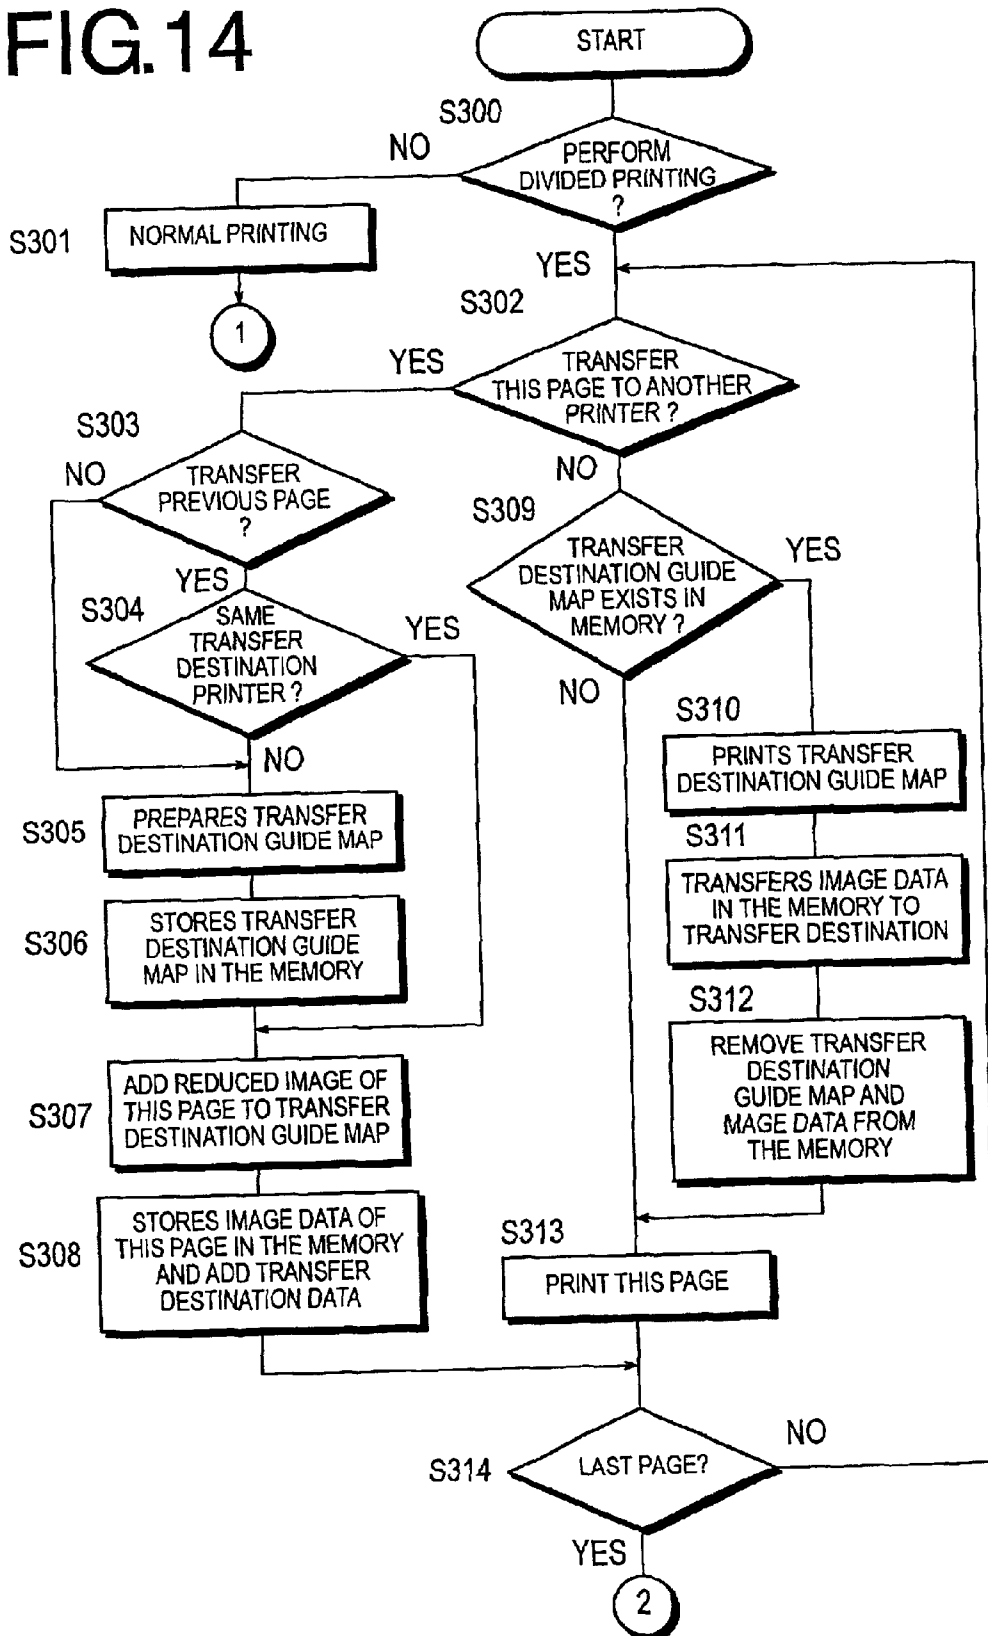 FIG.14
START
S300
NO
PERFORM
DIVIDED PRINTING
?
S301
NORMAL PRINTING
1
YES
S302
YES
TRANSFER
THIS PAGE TO ANOTHER
PRINTER ?
S303
NO
TRANSFER
PREVIOUS PAGE
?
NO
S309
TRANSFER
DESTINATION GUIDE
MAP EXISTS IN
MEMORY ?
YES
YES
S304
SAME
TRANSFER
DESTINATION
PRINTER ?
YES
NO
NO
S310
PRINTS TRANSFER
DESTINATION GUIDE MAP
S305
PREPARES TRANSFER
DESTINATION GUIDE MAP
S311
TRANSFERS IMAGE DATA
IN THE MEMORY TO
TRANSFER DESTINATION
S306
STORES TRANSFER
DESTINATION GUIDE
MAP IN THE MEMORY
S312
REMOVE TRANSFER
DESTINATION
GUIDE MAP AND
MAGE DATA FROM
THE MEMORY
S307
ADD REDUCED IMAGE OF
THIS PAGE TO TRANSFER
DESTINATION GUIDE MAP
S308
STORES IMAGE DATA OF
THIS PAGE IN THE MEMORY
AND ADD TRANSFER
DESTINATION DATA
S313
PRINT THIS PAGE
S314
LAST PAGE?
NO
YES
2